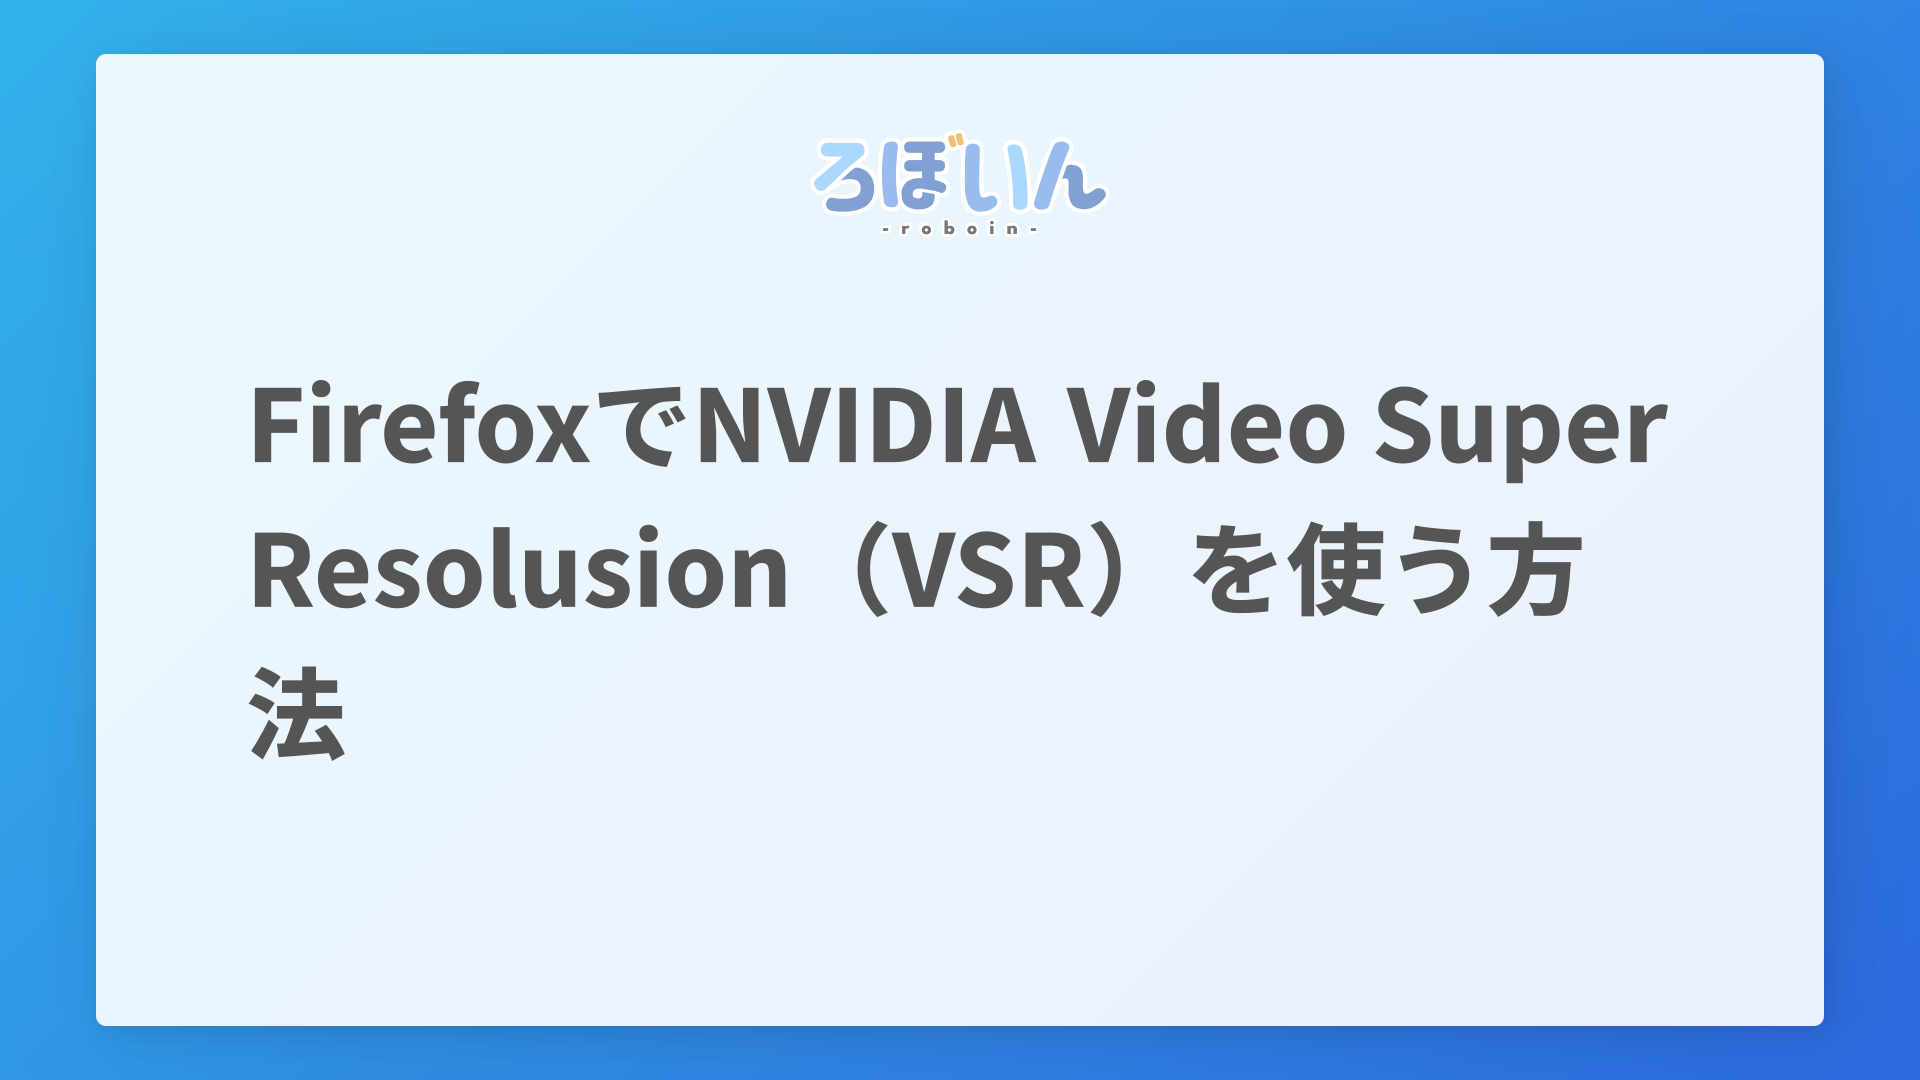 ろぼいん
-roboin-
FirefoxでNVIDIA Video Super
Resolusion（VSR）を使う方
法